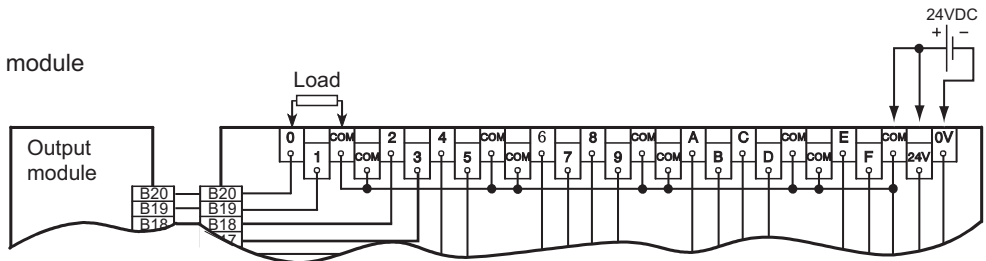 24VDC
+ −
module
Load
0 COM 2 4 COM 6 8 COM A C COM E COM 0V
1 COM 3 5 COM 7 9 COM B D COM F 24V
Output
module
B20 B20
B19 B19
B18 B18
17